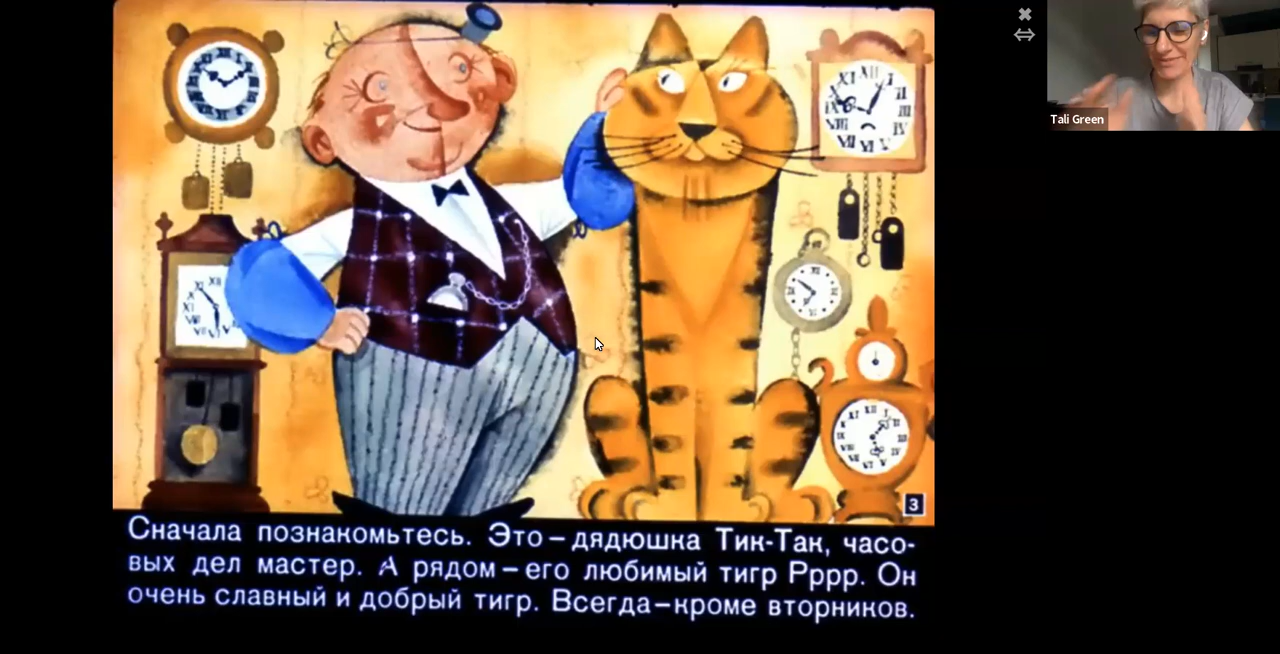 Tali Green
3
Сначала познакомьтесь. Это – дядюшка Тик-Так, часо-
вых дел мастер. А рядом – его любимый тигр Рррр. Он
очень славный и добрый тигр. Всегда – кроме вторников.